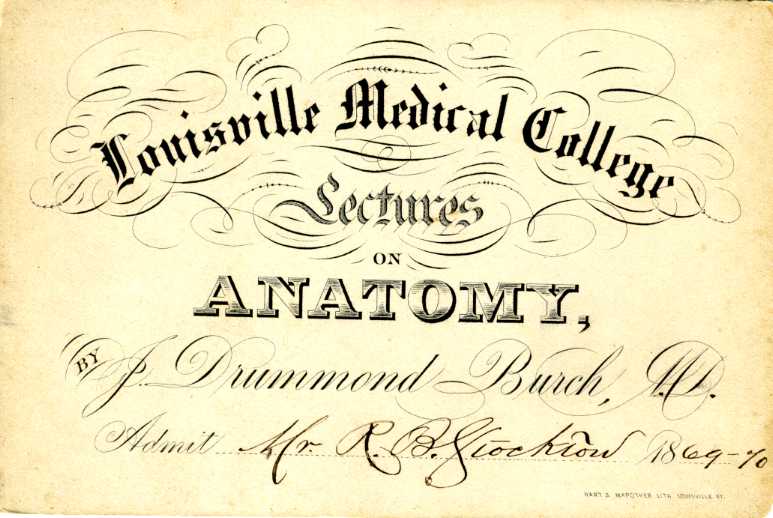 Louisville Medical College
Lectures
ON
ANATOMY,
BY J. Drummond Burch, M.D.
Admit Mr. R. B. Stockton 1869-70
HART & MAPOTHER LITH. LOUISVILLE KY.